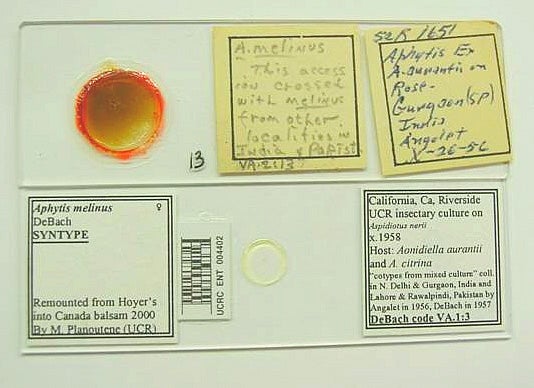 A. melinus
This access
ion crossed
with melinus
from other
localities in
India & Pakist.
VA:2:13
S2R 1651
Aphytis Ex
A. aurantii on
Rose-
Gurgaon (SP)
India
Angalet
X-26-56
13
Aphytis melinus ♀
DeBach
SYNTYPE
Remounted from Hoyer's
into Canada balsam 2000
By M. Planoutene (UCR)
UCRC ENT 004402
California, Ca, Riverside
UCR insectary culture on
Aspidiotus nerii
x.1958
Host: Aonidiella aurantii
and A. citrina
"cotypes from mixed culture" coll.
in N. Delhi & Gurgaon, India and
Lahore & Rawalpindi, Pakistan by
Angalet in 1956, DeBach in 1957
DeBach code VA.1:3